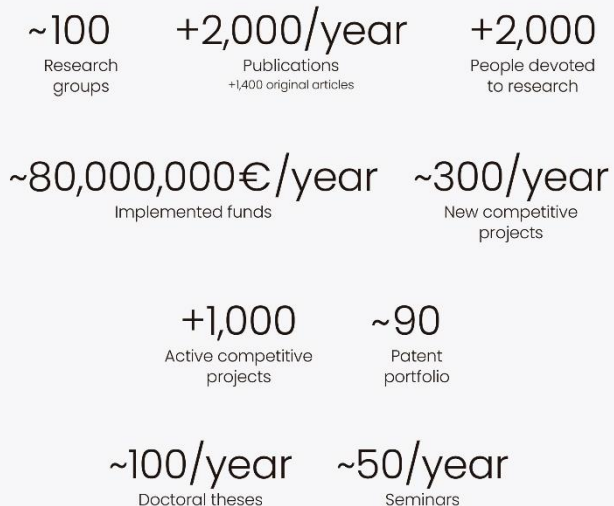 ~100 +2,000/year +2,000
Research Publications People devoted
groups +1,400 original articles to research
~80,000,000€/year ~300/year
Implemented funds New competitive
projects
+1,000 ~90
Active competitive Patent
projects portfolio
~100/year ~50/year
Doctoral theses Seminars